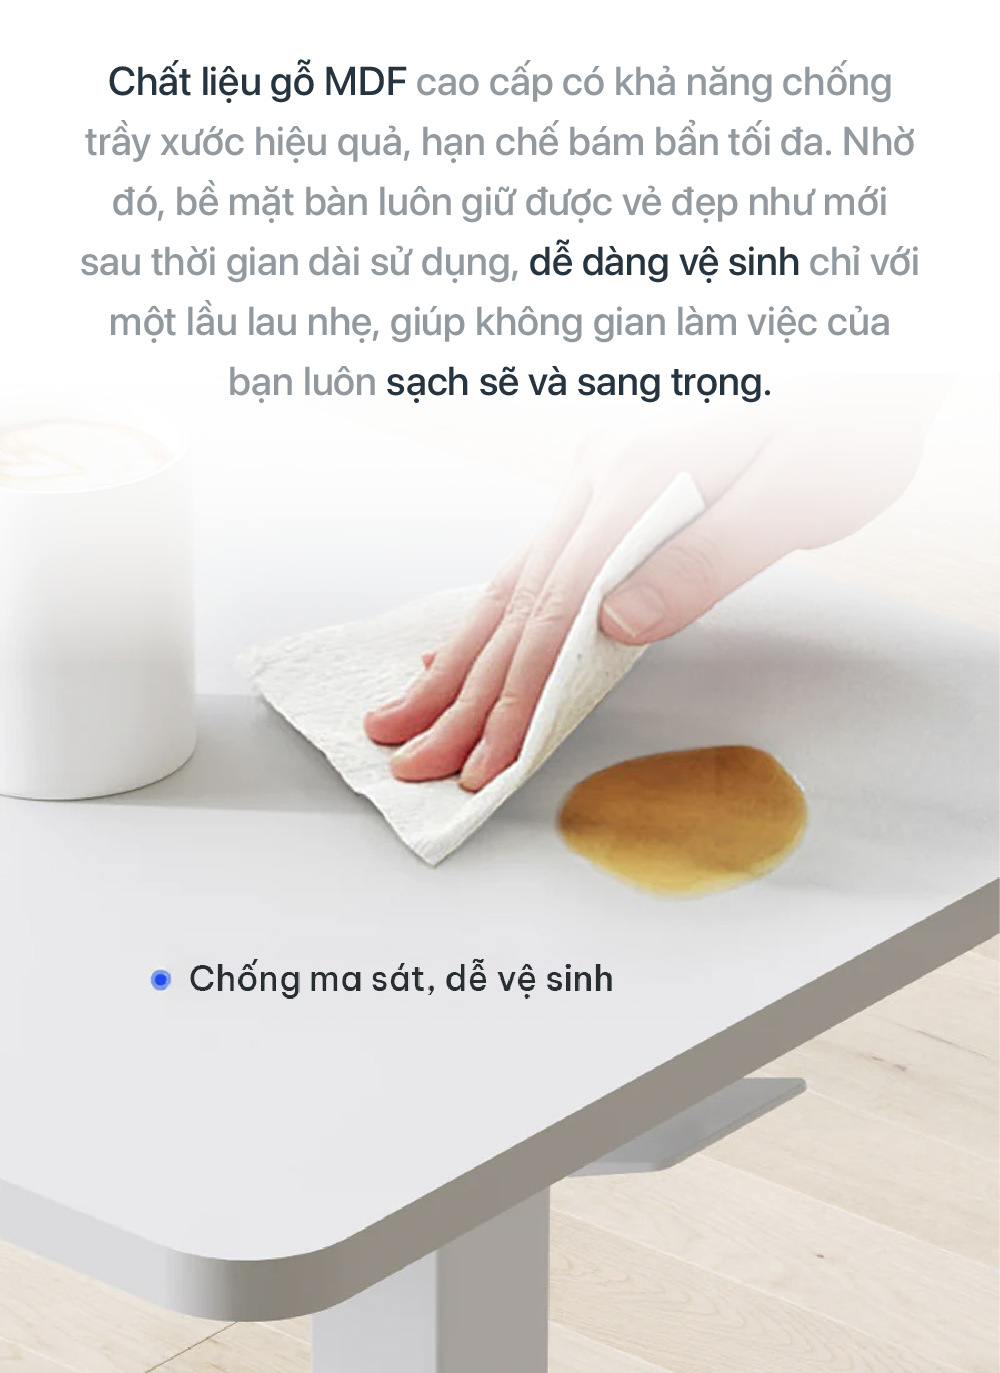 Chất liệu gỗ MDF cao cấp có khả năng chống
trầy xước hiệu quả, hạn chế bám bẩn tối đa. Nhờ
đó, bề mặt bàn luôn giữ được vẻ đẹp như mới
sau thời gian dài sử dụng, dễ dàng vệ sinh chỉ với
một lầu lau nhẹ, giúp không gian làm việc của
bạn luôn sạch sẽ và sang trọng.
Chống ma sát, dễ vệ sinh